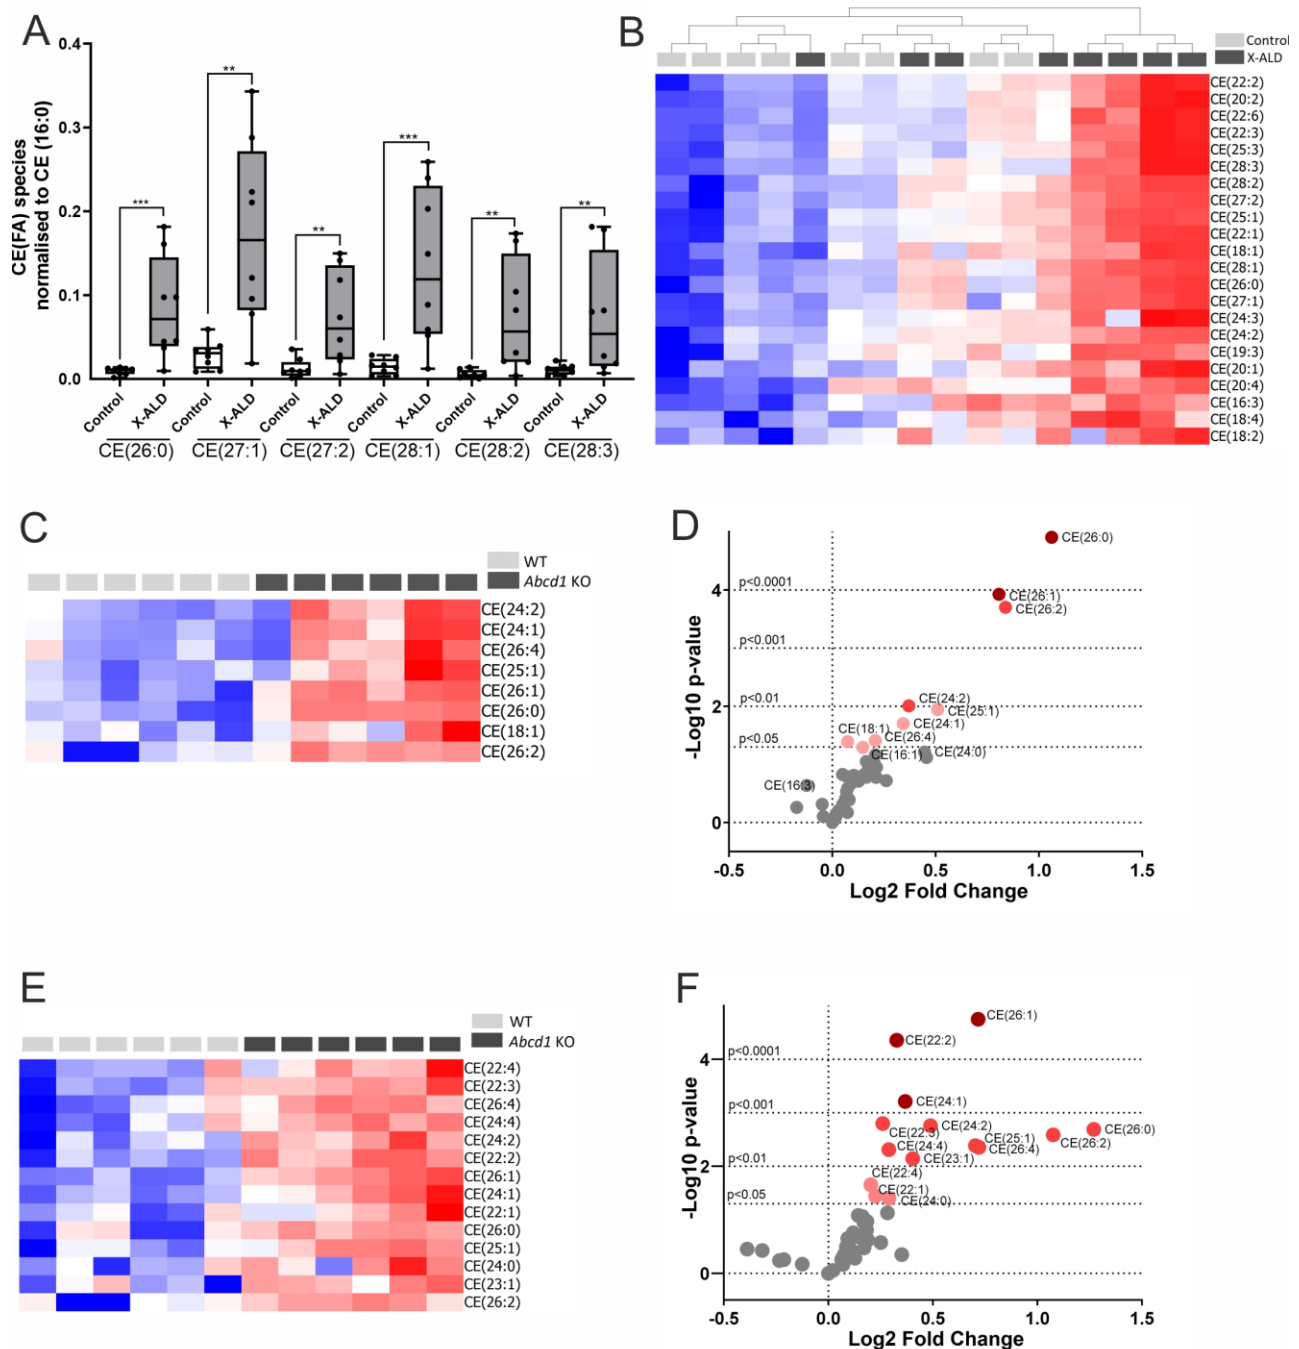 A
CE(FA) species
normalised to CE (16:0)
0.4
0.3
0.2
0.1
0.0
**
***
***
**
**
**
Control
X-ALD
Control
X-ALD
Control
X-ALD
Control
X-ALD
Control
X-ALD
Control
X-ALD
CE(26:0)
CE(27:1)
CE(27:2)
CE(28:1)
CE(28:2)
CE(28:3)
B
Control
X-ALD
CE(22:2)
CE(20:2)
CE(22:6)
CE(22:3)
CE(25:3)
CE(28:3)
CE(28:2)
CE(27:2)
CE(25:1)
CE(22:1)
CE(18:1)
CE(28:1)
CE(26:0)
CE(27:1)
CE(24:3)
CE(24:2)
CE(19:3)
CE(20:1)
CE(20:4)
CE(16:3)
CE(18:4)
CE(18:2)
C
WT
Abcd1 KO
CE(24:2)
CE(24:1)
CE(26:4)
CE(25:1)
CE(26:1)
CE(26:0)
CE(18:1)
CE(26:2)
D
-Log10 p-value
4
2
0
p<0.0001
p<0.001
p<0.01
p<0.05
CE(26:0)
CE(26:1)
CE(26:2)
CE(24:2)
CE(25:1)
CE(24:1)
CE(18:1)
CE(26:4)
CE(16:1)
CE(24:0)
CE(16:3)
-0.5
0.0
0.5
1.0
1.5
Log2 Fold Change
E
WT
Abcd1 KO
CE(22:4)
CE(22:3)
CE(26:4)
CE(24:4)
CE(24:2)
CE(22:2)
CE(26:1)
CE(24:1)
CE(22:1)
CE(26:0)
CE(25:1)
CE(24:0)
CE(23:1)
CE(26:2)
F
-Log10 p-value
4
2
0
p<0.0001
p<0.001
p<0.01
p<0.05
CE(26:1)
CE(22:2)
CE(24:1)
CE(22:3)
CE(24:2)
CE(26:0)
CE(26:2)
CE(25:1)
CE(24:4)
CE(26:4)
CE(23:1)
CE(22:4)
CE(22:1)
CE(24:0)
-0.5
0.0
0.5
1.0
1.5
Log2 Fold Change